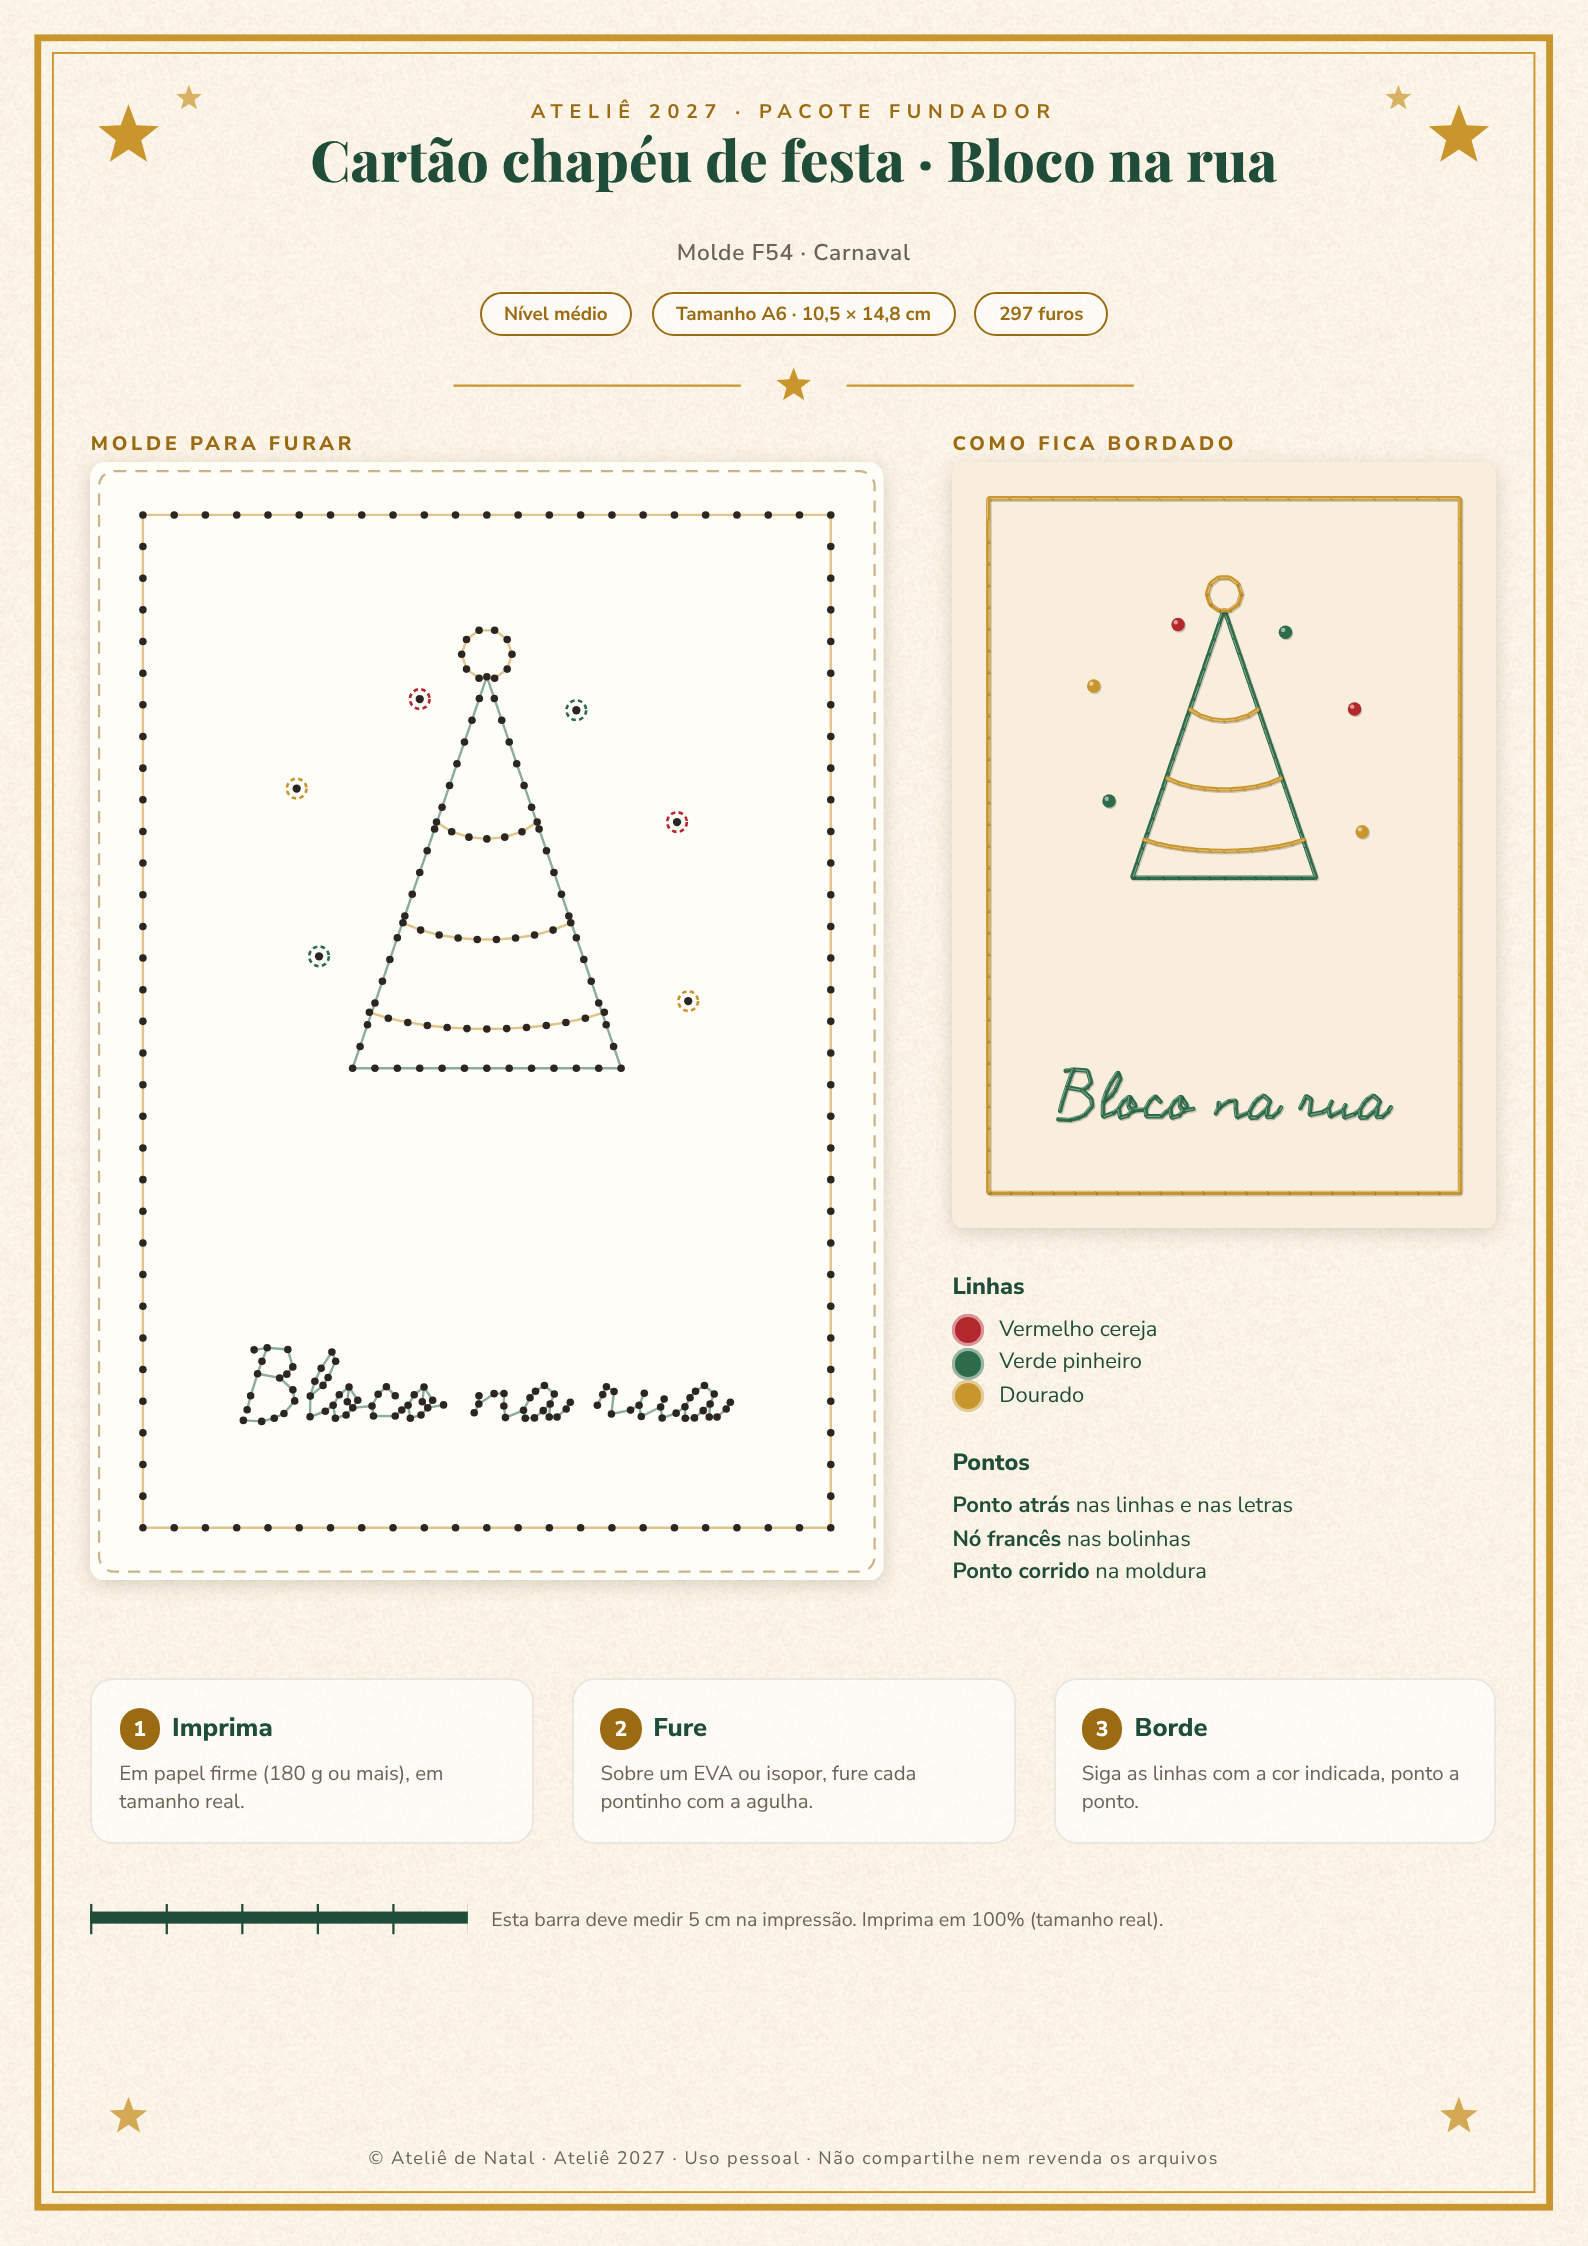 ATELIÊ 2027 · PACOTE FUNDADOR
Cartão chapéu de festa · Bloco na rua
Molde F54 · Carnaval
Nível médio
Tamanho A6 · 10,5 × 14,8 cm
297 furos
MOLDE PARA FURAR
Bloco na rua
COMO FICA BORDADO
Bloco na rua
Linhas
Vermelho cereja
Verde pinheiro
Dourado
Pontos
Ponto atrás nas linhas e nas letras
Nó francês nas bolinhas
Ponto corrido na moldura
1 Imprima
Em papel firme (180 g ou mais), em
tamanho real.
2 Fure
Sobre um EVA ou isopor, fure cada
pontinho com a agulha.
3 Borde
Siga as linhas com a cor indicada, ponto a
ponto.
Esta barra deve medir 5 cm na impressão. Imprima em 100% (tamanho real).
© Ateliê de Natal · Ateliê 2027 · Uso pessoal · Não compartilhe nem revenda os arquivos